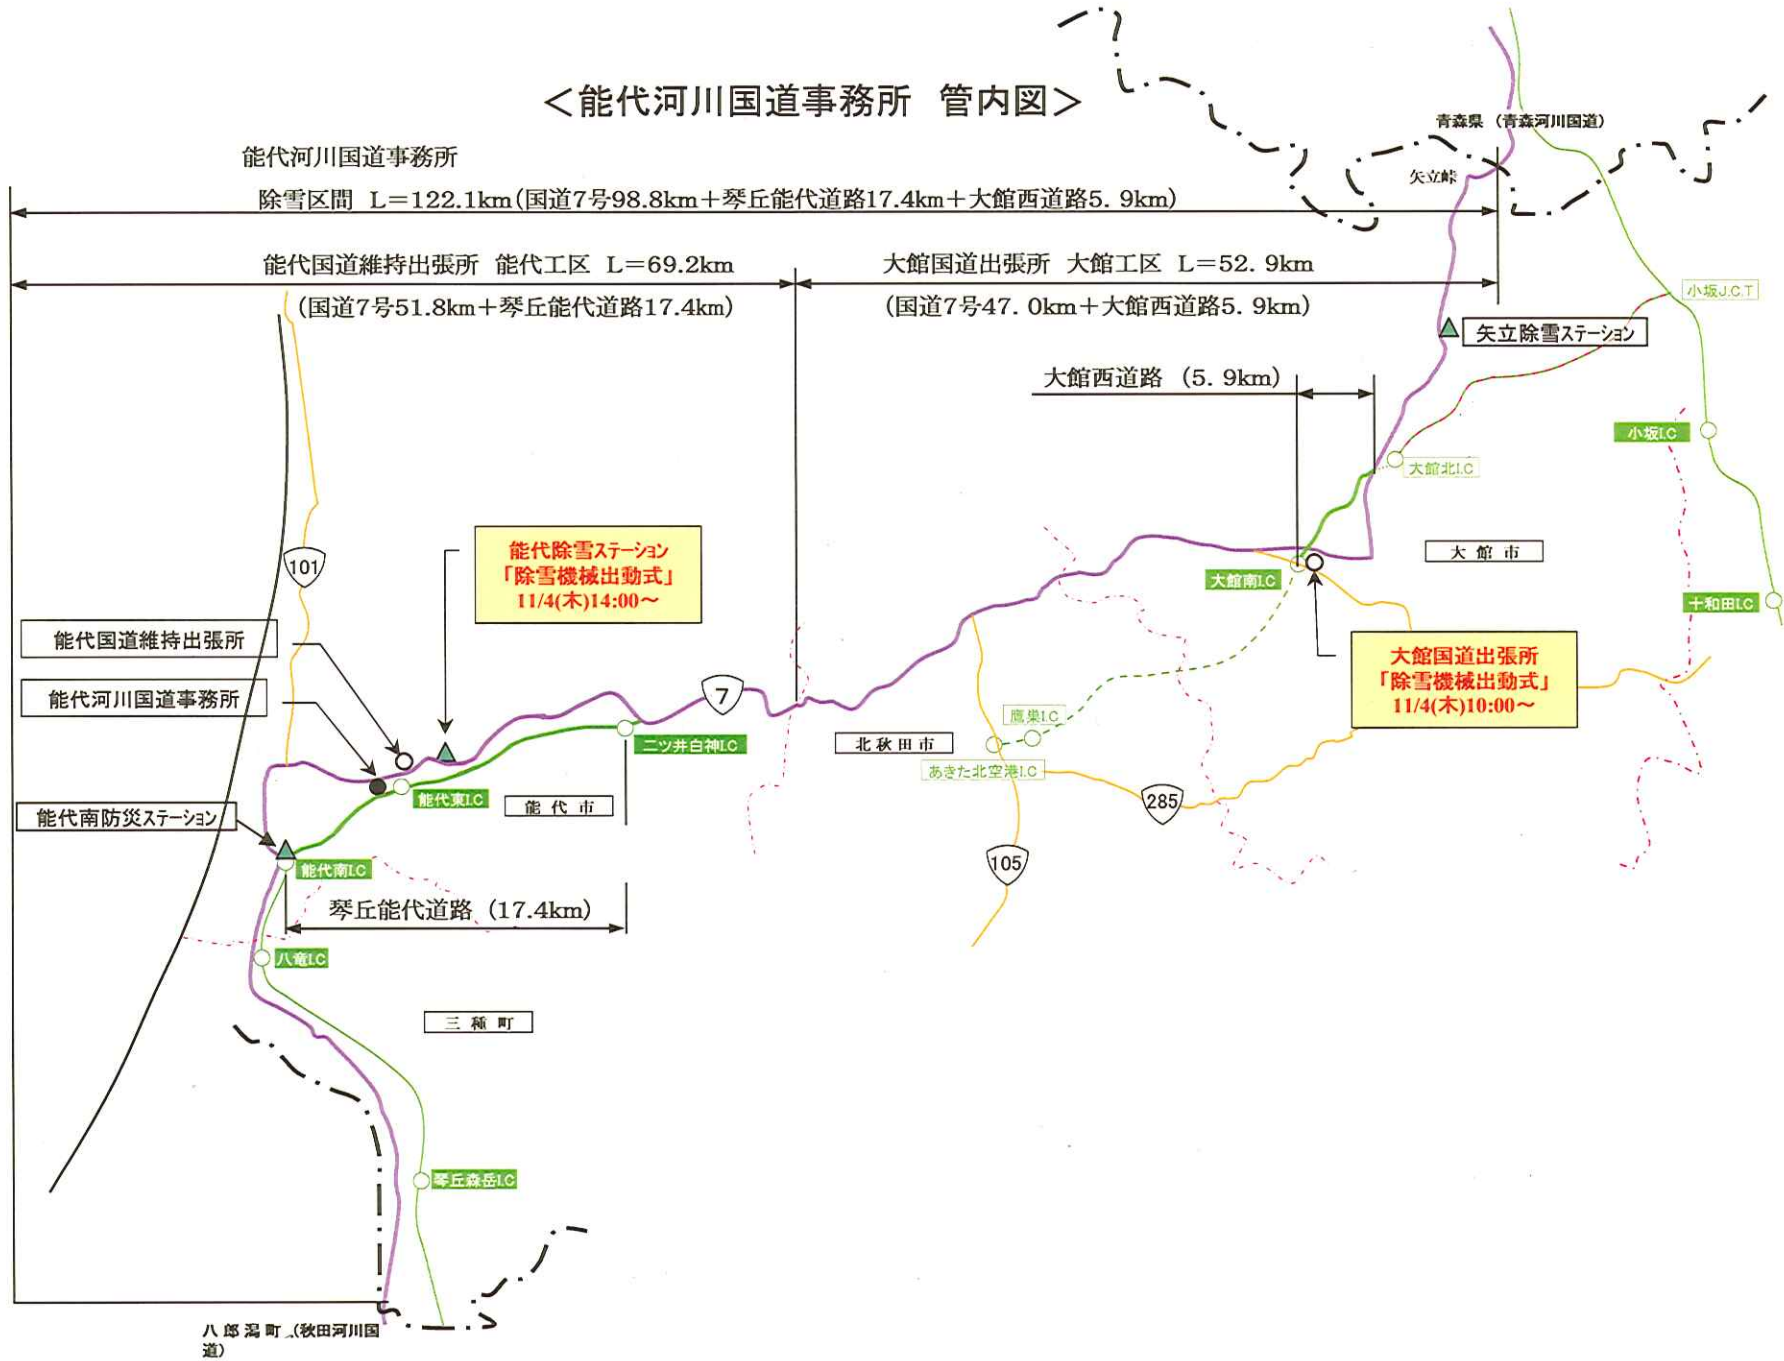 <能代河川国道事務所 管内図>
青森県 (青森河川国道)
能代河川国道事務所
矢立峠
除雪区間 L=122.1km(国道7号98.8km+琴丘能代道路17.4km+大館西道路5.9km)
能代国道維持出張所 能代工区 L=69.2km
(国道7号51.8km+琴丘能代道路17.4km)
大館国道出張所 大館工区 L=52.9km
(国道7号47.0km+大館西道路5.9km)
小坂J.C.T
矢立除雪ステーション
大館西道路 (5.9km)
小坂I.C
大館北I.C
能代除雪ステーション
「除雪機械出動式」
11/4(木)14:00~
101
大館市
大館南I.C
十和田I.C
能代国道維持出張所
大館国道出張所
「除雪機械出動式」
11/4(木)10:00~
能代河川国道事務所
7
鷹巣I.C
二ツ井白神I.C
北秋田市
あきた北空港I.C
能代東I.C
能代市
285
能代南防災ステーション
能代南I.C
105
琴丘能代道路 (17.4km)
八竜I.C
三種町
琴丘森岳I.C
八郎潟町 (秋田河川国
道)